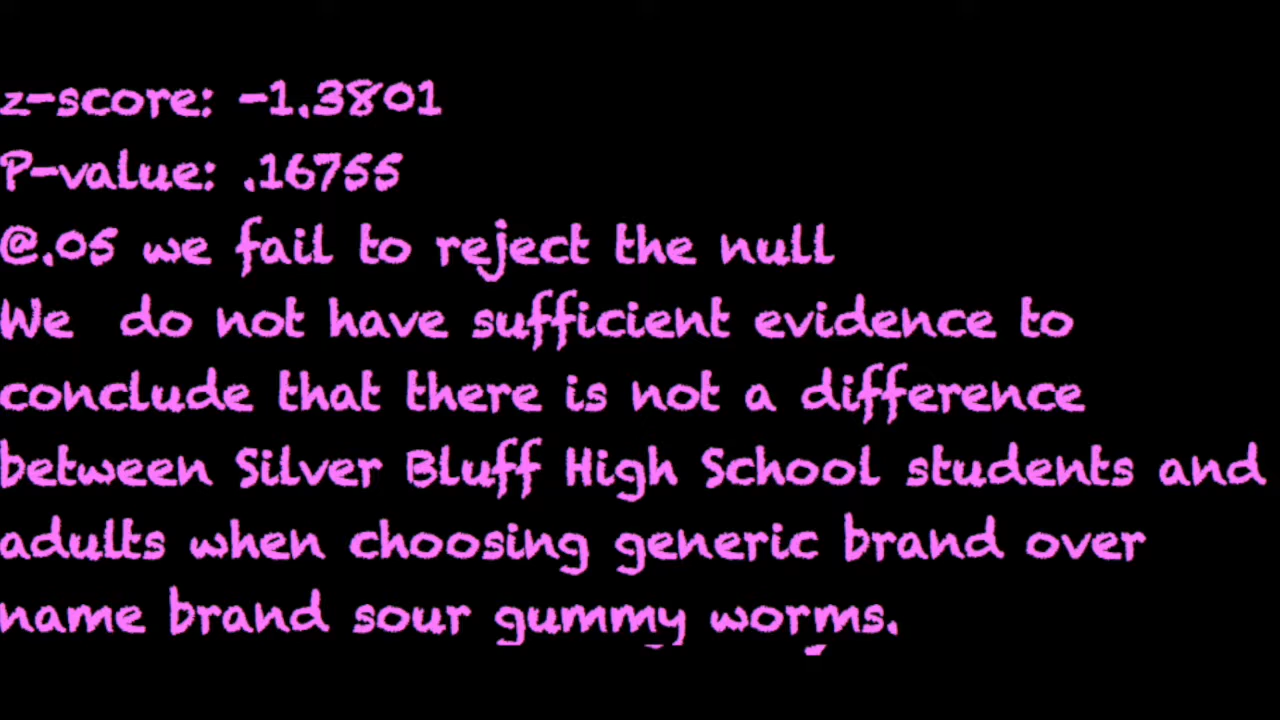 z-score: -1.3801
P-value: .16755
@.05 we fail to reject the null
We  do not have sufficient evidence to
conclude that there is not a difference
between Silver Bluff High School students and
adults when choosing generic brand over
name brand sour gummy worms.